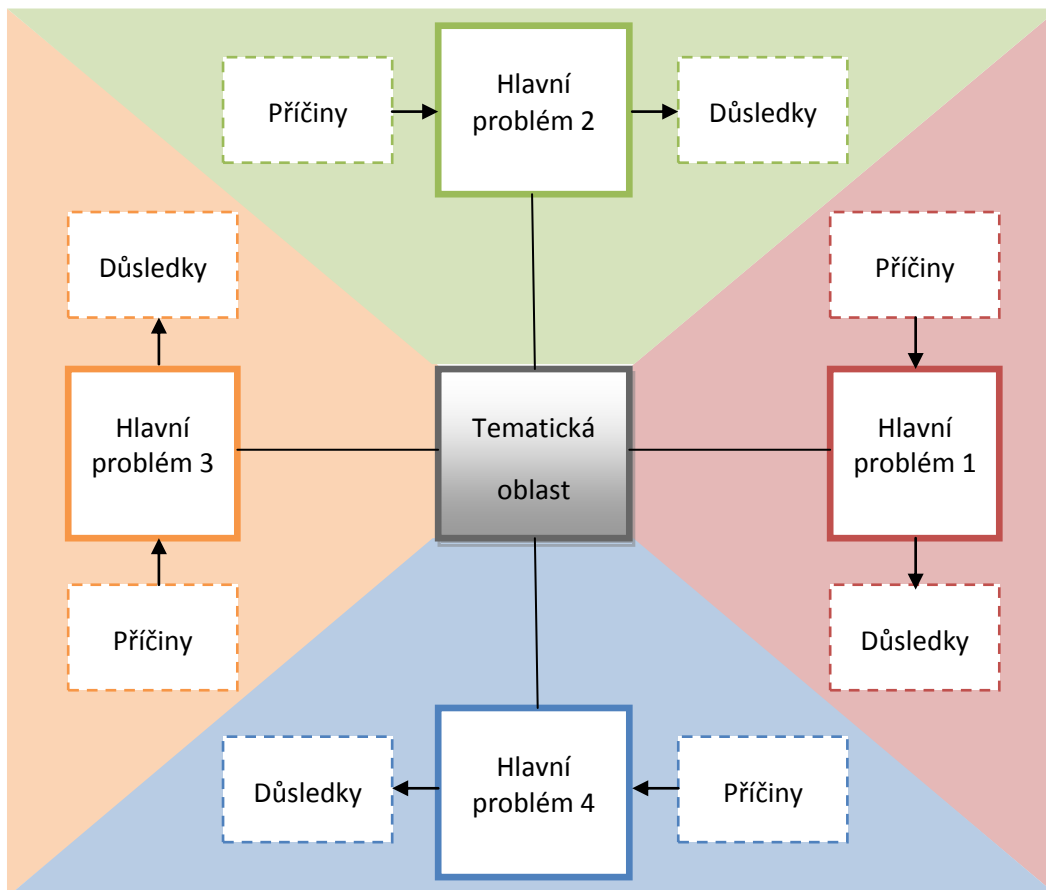 Příčiny
Hlavní
problém 2
Důsledky
Důsledky
Příčiny
Hlavní
problém 3
Tematická
oblast
Hlavní
problém 1
Příčiny
Důsledky
Důsledky
Hlavní
problém 4
Příčiny